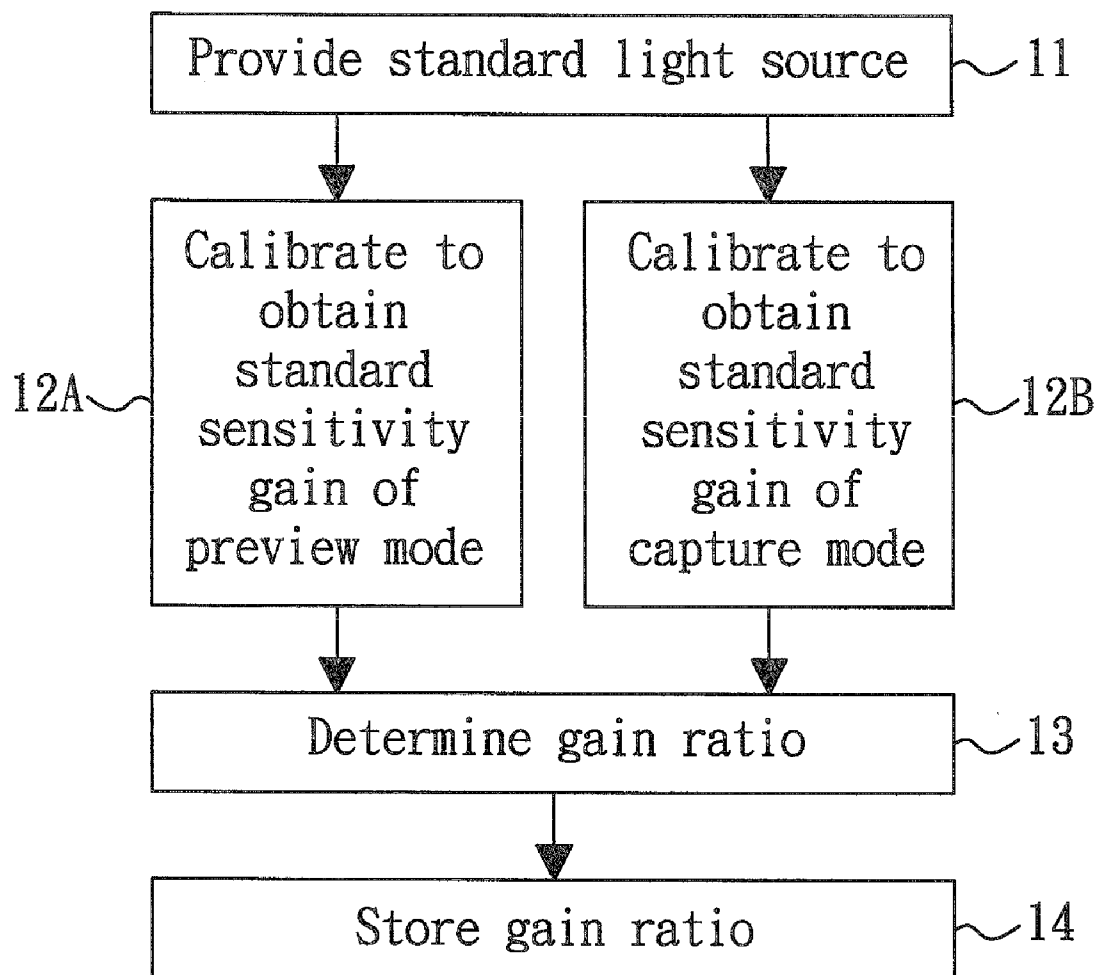 Provide standard light source
11
Calibrate to
obtain
standard
sensitivity
gain of
preview mode
12A
Calibrate to
obtain
standard
sensitivity
gain of
capture mode
12B
Determine gain ratio
13
Store gain ratio
14